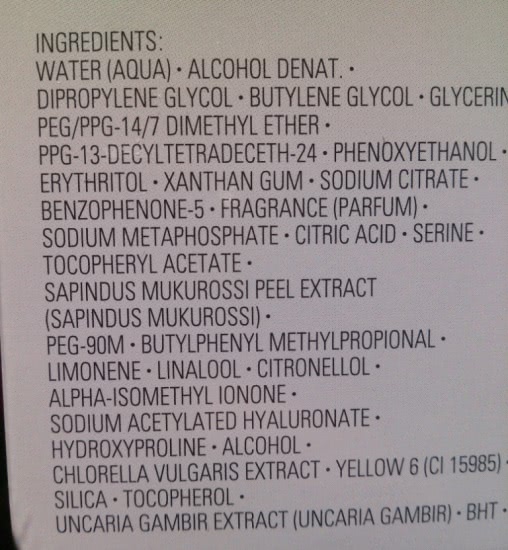 INGREDIENTS:
WATER (AQUA) • ALCOHOL DENAT. •
DIPROPYLENE GLYCOL • BUTYLENE GLYCOL • GLYCERIN
PEG/PPG-14/7 DIMETHYL ETHER •
PPG-13-DECYLTETRADECETH-24 • PHENOXYETHANOL •
ERYTHRITOL • XANTHAN GUM • SODIUM CITRATE •
BENZOPHENONE-5 • FRAGRANCE (PARFUM) •
SODIUM METAPHOSPHATE • CITRIC ACID • SERINE •
TOCOPHERYL ACETATE •
SAPINDUS MUKUROSSI PEEL EXTRACT
(SAPINDUS MUKUROSSI) •
PEG-90M • BUTYLPHENYL METHYLPROPIONAL •
LIMONENE • LINALOOL • CITRONELLOL •
ALPHA-ISOMETHYL IONONE •
SODIUM ACETYLATED HYALURONATE •
HYDROXYPROLINE • ALCOHOL •
CHLORELLA VULGARIS EXTRACT • YELLOW 6 (CI 15985) •
SILICA • TOCOPHEROL •
UNCARIA GAMBIR EXTRACT (UNCARIA GAMBIR) • BHT •